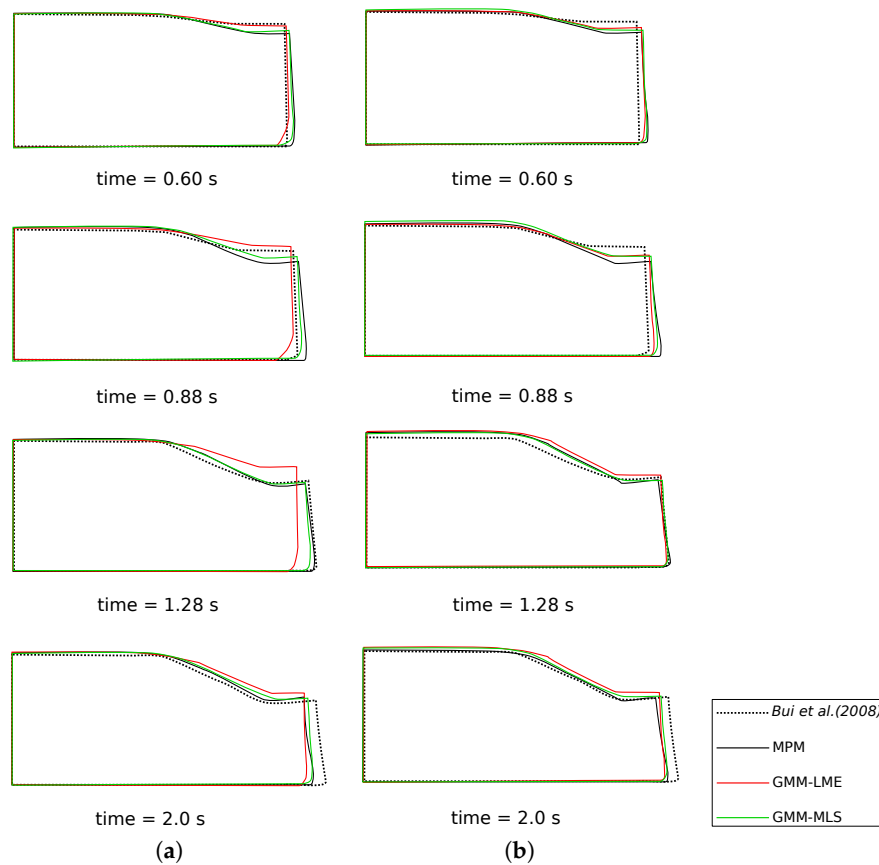 time = 0.60 s
time = 0.60 s
time = 0.88 s
time = 0.88 s
time = 1.28 s
time = 1.28 s
time = 2.0 s
time = 2.0 s
Bui et al.(2008)
MPM
GMM-LME
GMM-MLS
(a)
(b)